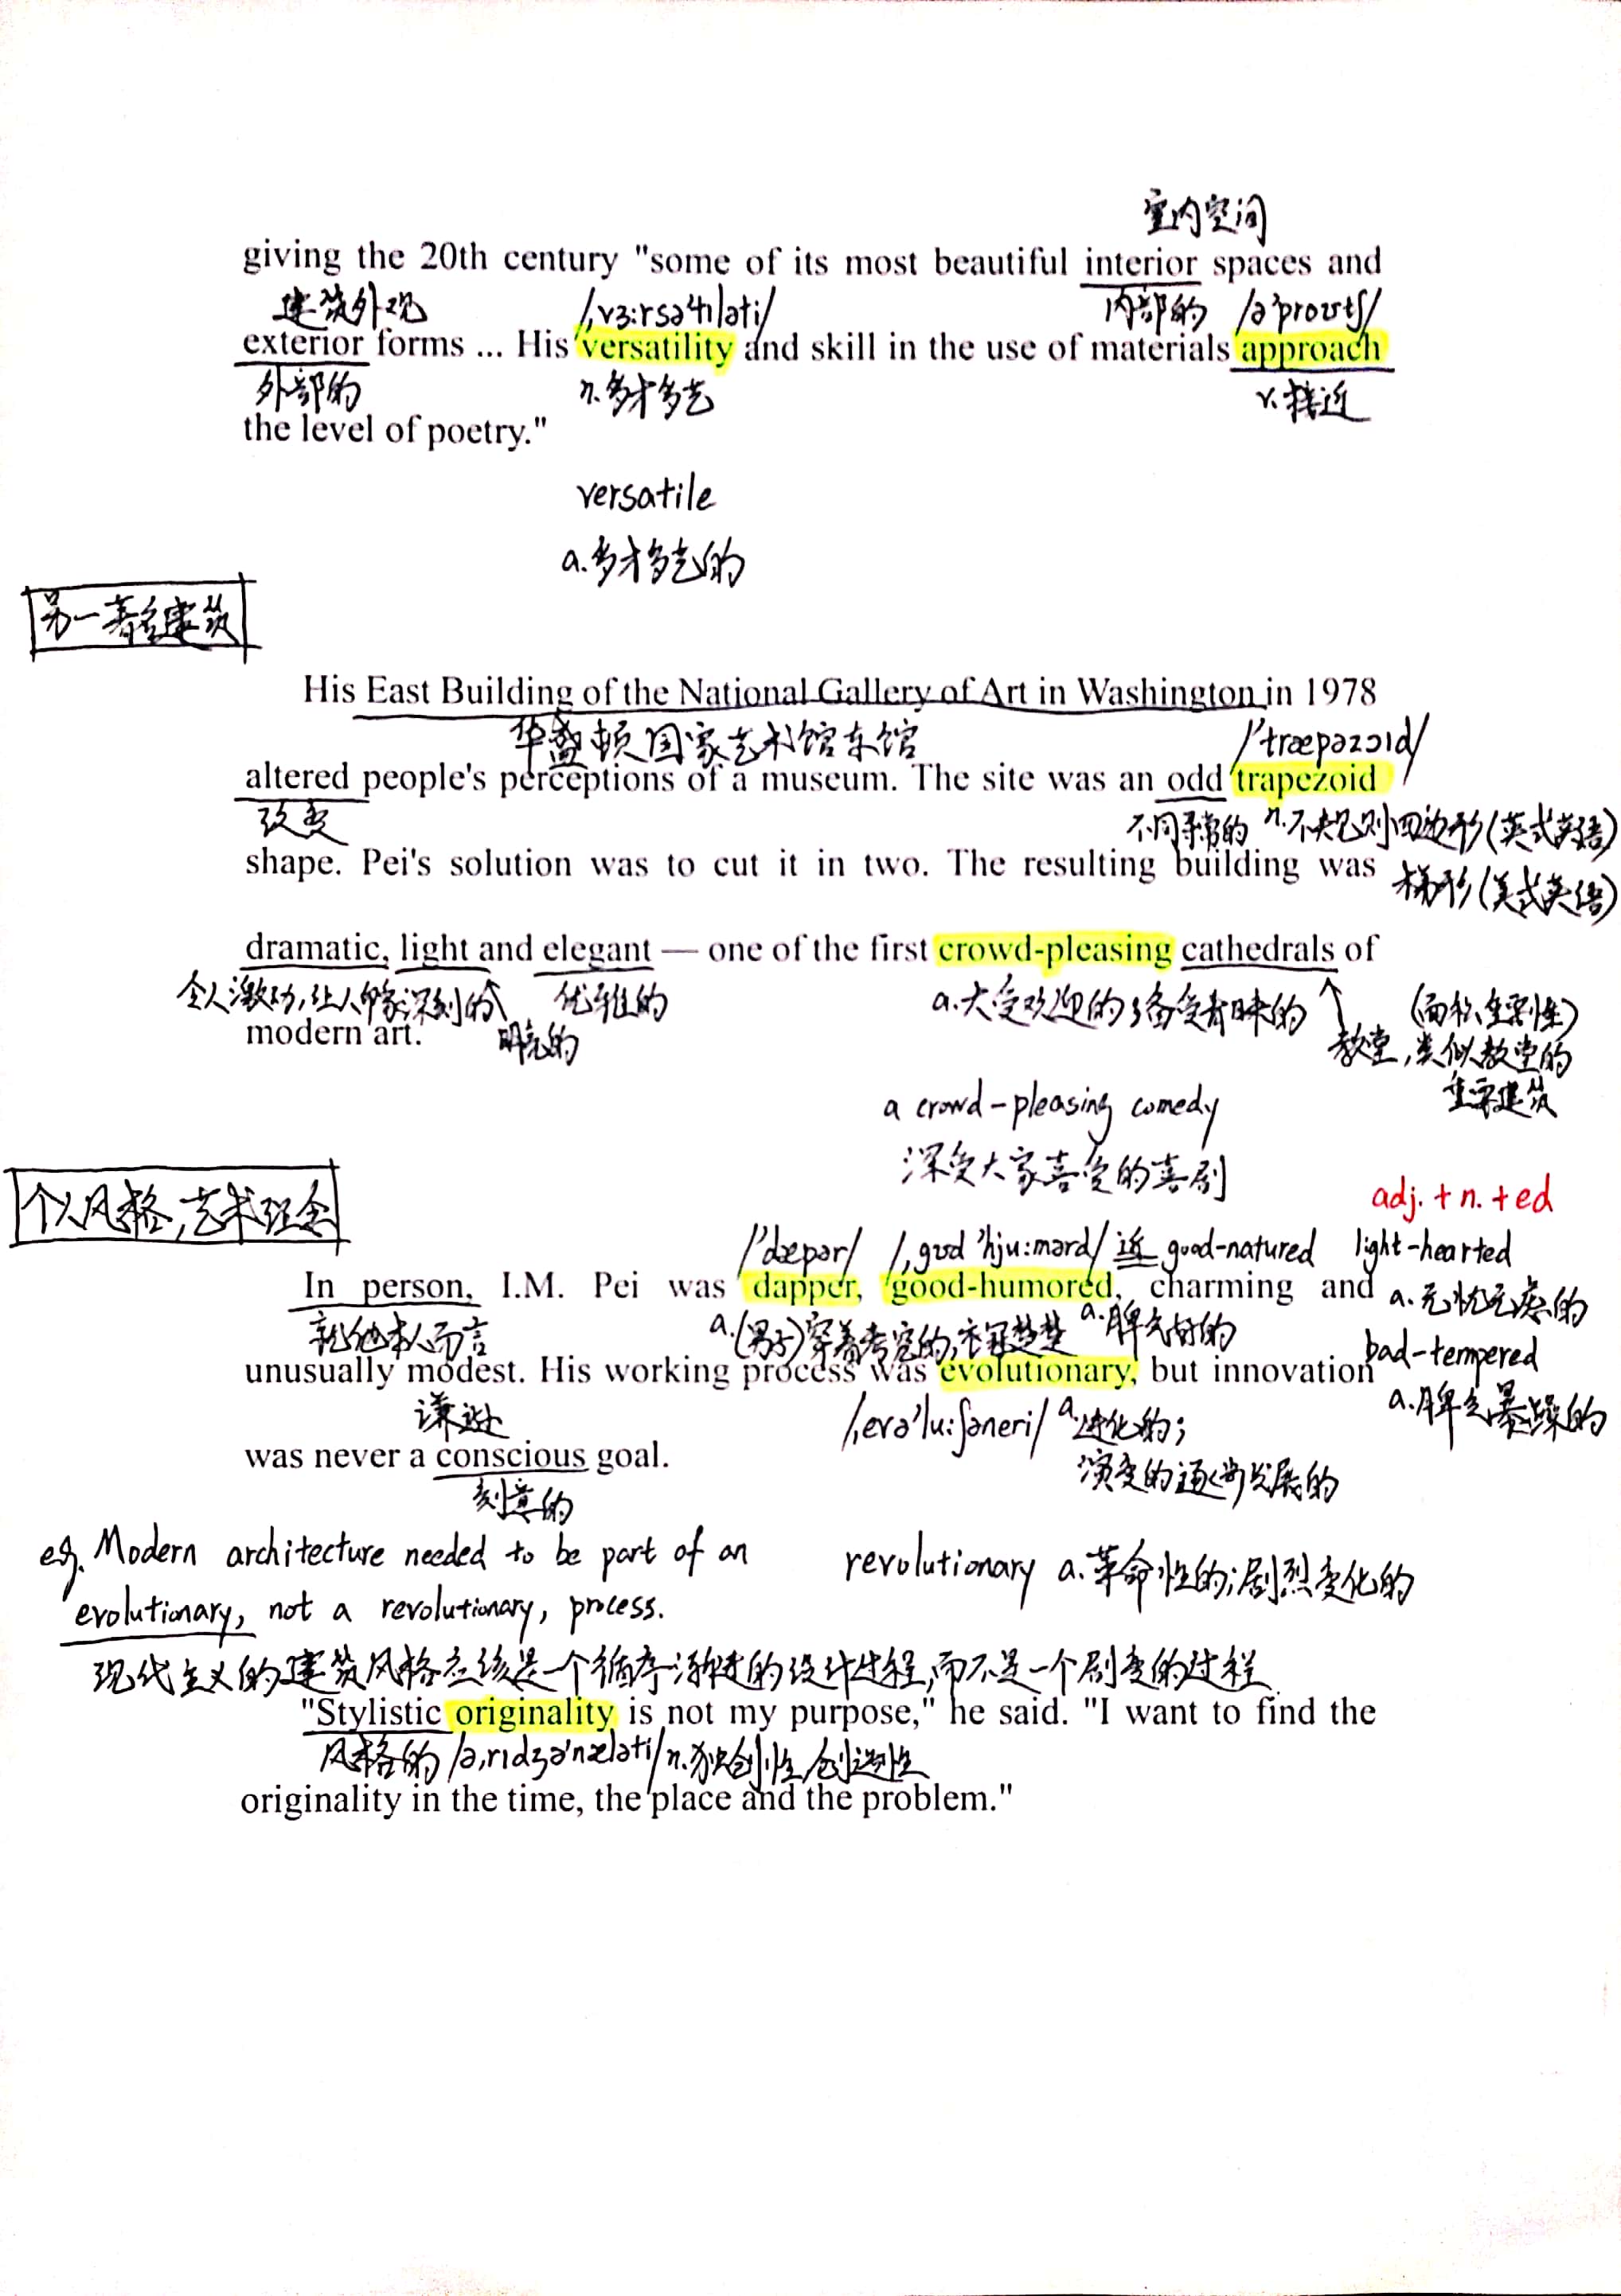 室内空间
giving the 20th century "some of its most beautiful interior spaces and
建筑外观 /ˌvɜːrsəˈtɪləti/ 内部的 /əˈproʊtʃ/
exterior forms ... His versatility and skill in the use of materials approach
外部的 n.多才多艺 v.接近
the level of poetry."
versatile
a.多才多艺的
另一著名建筑
His East Building of the National Gallery of Art in Washington in 1978
华盛顿国家艺术馆东馆 /ˈtræpəzɔɪd/
altered people's perceptions of a museum. The site was an odd trapezoid
改变 不同寻常的 n.不规则四边形(英式英语)
shape. Pei's solution was to cut it in two. The resulting building was
梯形(美式英语)
dramatic, light and elegant — one of the first crowd-pleasing cathedrals of
令人激动,让人印象深刻的 优雅的 a.大受欢迎的;备受青睐的 (面积,重要性)
modern art. 明亮的 教堂,类似教堂的
重要建筑
a crowd-pleasing comedy
深受大家喜爱的喜剧
个人风格,艺术理念
adj. + n. + ed
/ˈdæpər/ /ˌɡʊd ˈhjuːmərd/ 近 good-natured light-hearted
In person, I.M. Pei was dapper, good-humored, charming and
a.无忧无虑的
就他本人而言 a.(男子)穿着考究的,衣冠楚楚 a.脾气好的
bad-tempered
unusually modest. His working process was evolutionary, but innovation
a.脾气暴躁的
谦逊 /ˌevəˈluːʃəneri/ a.进化的;
was never a conscious goal.
演变的逐步发展的
刻意的
eg. Modern architecture needed to be part of an revolutionary a.革命性的;剧烈变化的
evolutionary, not a revolutionary, process.
现代主义的建筑风格应该是一个循序渐进的设计过程,而不是一个剧变的过程.
"Stylistic originality is not my purpose," he said. "I want to find the
风格的 /əˌrɪdʒəˈnæləti/ n.独创性,创造性
originality in the time, the place and the problem."